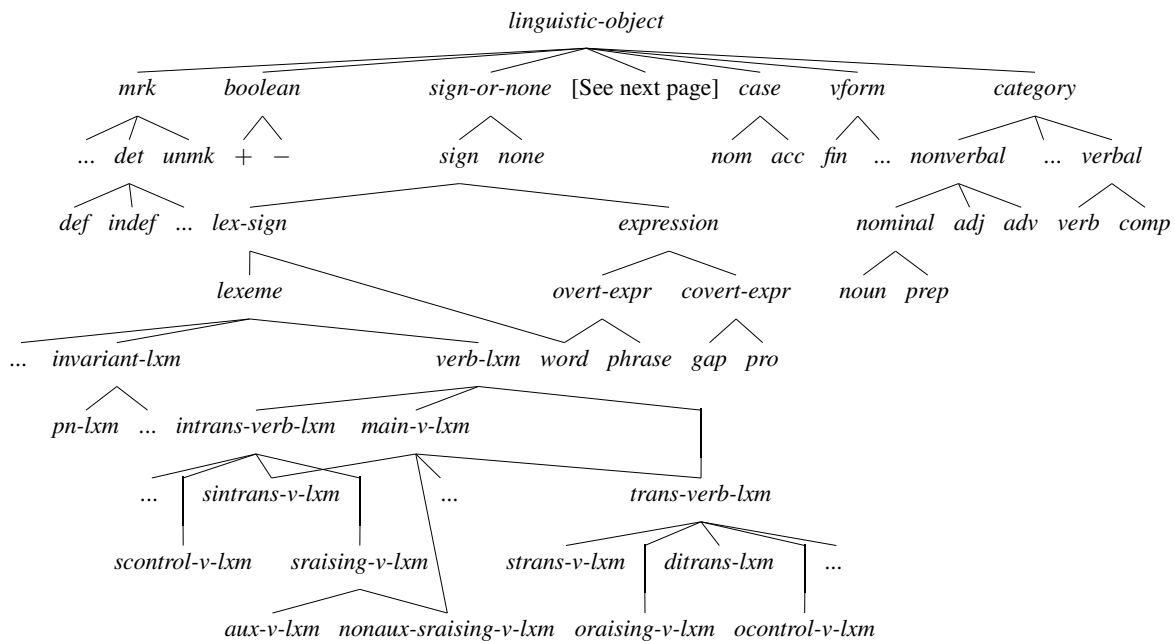 linguistic-object
mrk boolean sign-or-none [See next page] case vform category
... det unmk + − sign none nom acc fin ... nonverbal ... verbal
def indef ... lex-sign expression nominal adj adv verb comp
lexeme overt-expr covert-expr noun prep
... invariant-lxm verb-lxm word phrase gap pro
pn-lxm ... intrans-verb-lxm main-v-lxm
... sintrans-v-lxm ... trans-verb-lxm
scontrol-v-lxm sraising-v-lxm strans-v-lxm ditrans-lxm ...
aux-v-lxm nonaux-sraising-v-lxm oraising-v-lxm ocontrol-v-lxm